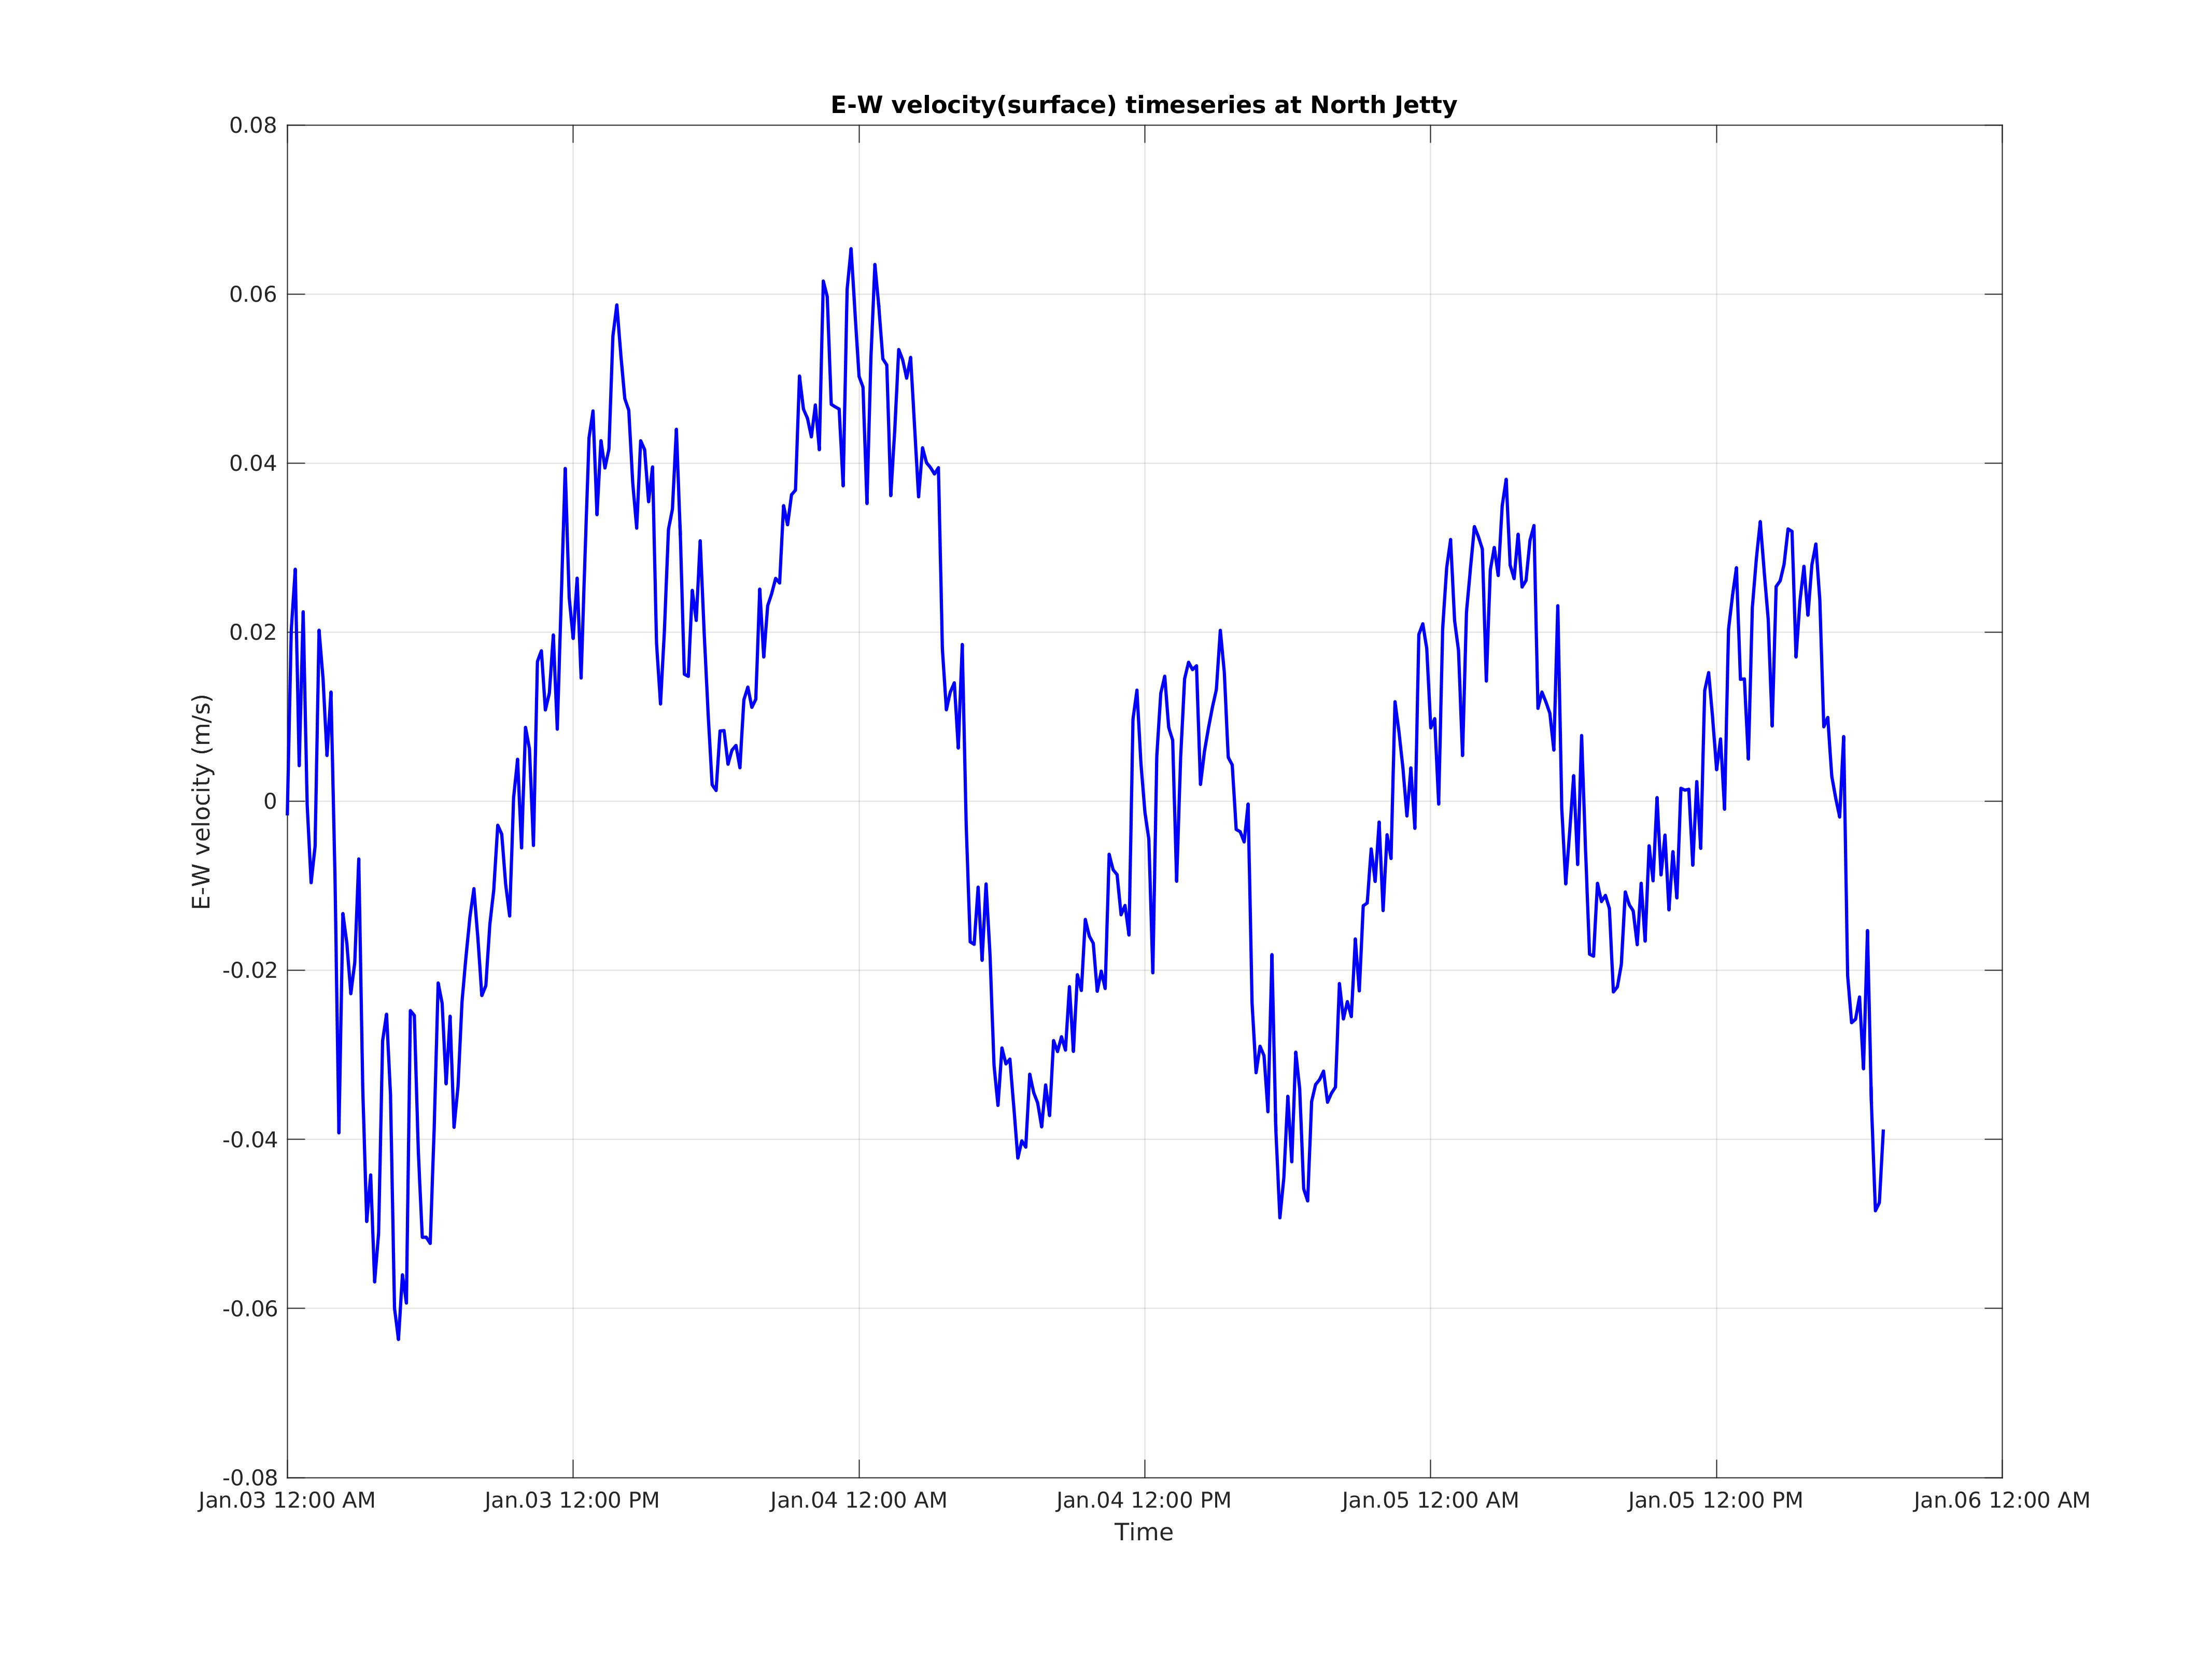 E-W velocity(surface) timeseries at North Jetty
0.08
0.06
0.04
0.02
0
-0.02
-0.04
-0.06
-0.08
E-W velocity (m/s)
Jan.03 12:00 AM
Jan.03 12:00 PM
Jan.04 12:00 AM
Jan.04 12:00 PM
Jan.05 12:00 AM
Jan.05 12:00 PM
Jan.06 12:00 AM
Time